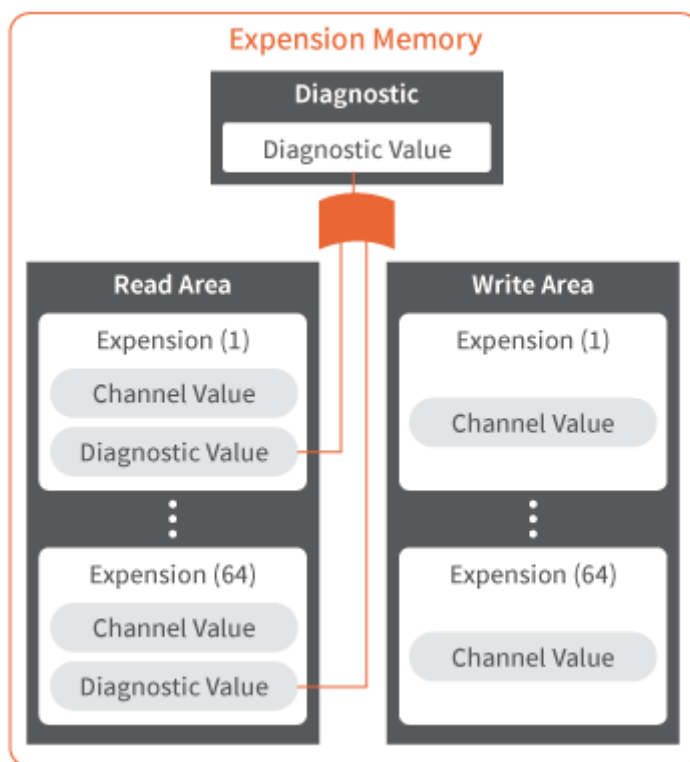 Expension Memory
Diagnostic
Diagnostic Value
Read Area
Expension (1)
Channel Value
Diagnostic Value
Expension (64)
Channel Value
Diagnostic Value
Write Area
Expension (1)
Channel Value
Expension (64)
Channel Value